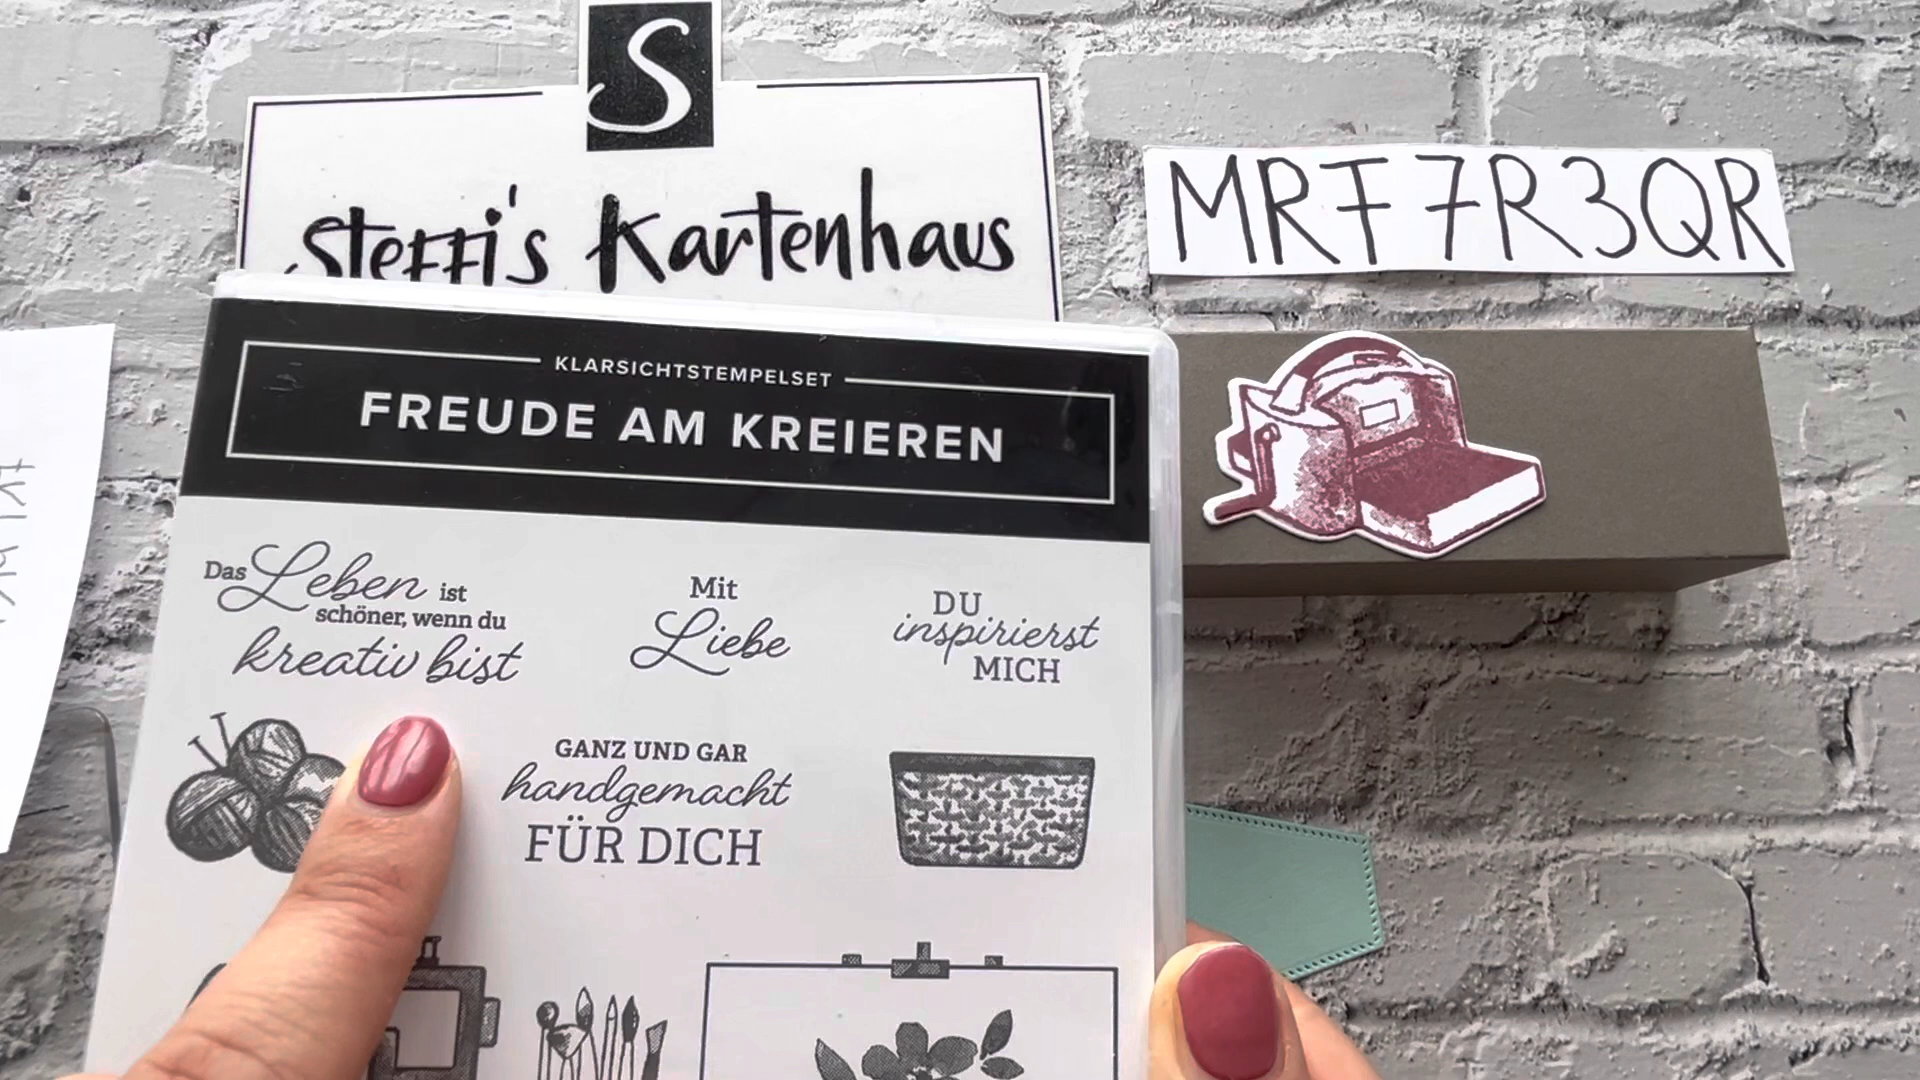 S
Steffi's Kartenhaus
MRF7R3QR
KLARSICHTSTEMPELSET
FREUDE AM KREIEREN
Das Leben ist
schöner, wenn du
kreativ bist
Mit
Liebe
DU
inspirierst
MICH
GANZ UND GAR
handgemacht
FÜR DICH